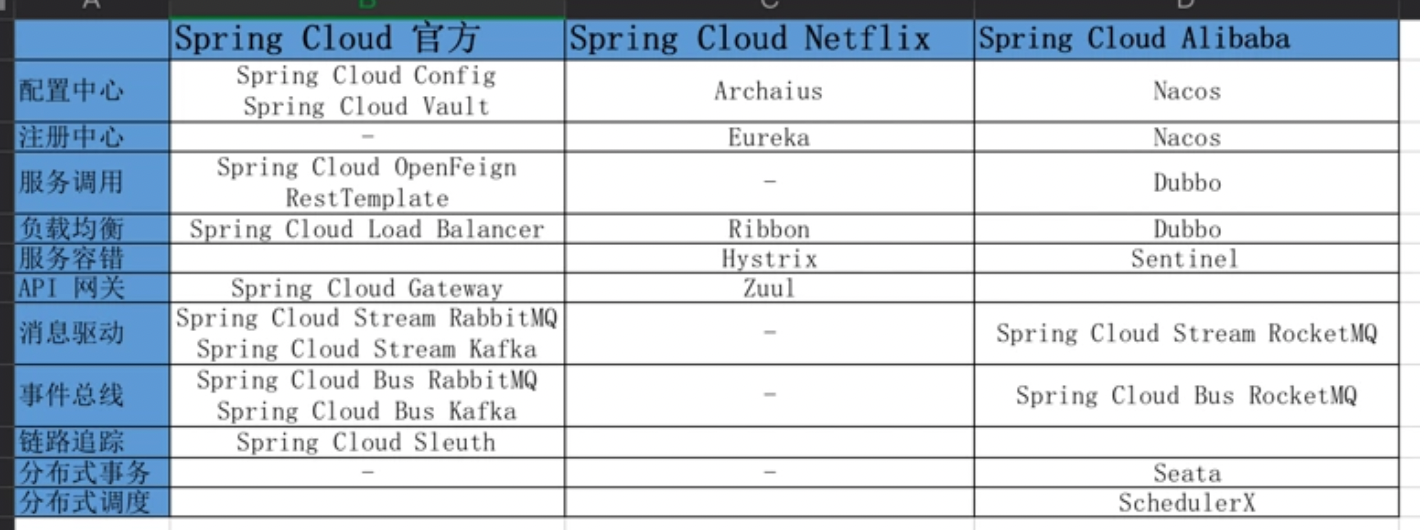 A B C D
Spring Cloud 官方 Spring Cloud Netflix Spring Cloud Alibaba
配置中心 Spring Cloud Config
Spring Cloud Vault Archaius Nacos
注册中心 - Eureka Nacos
服务调用 Spring Cloud OpenFeign
RestTemplate - Dubbo
负载均衡 Spring Cloud Load Balancer Ribbon Dubbo
服务容错 Hystrix Sentinel
API 网关 Spring Cloud Gateway Zuul
消息驱动 Spring Cloud Stream RabbitMQ
Spring Cloud Stream Kafka - Spring Cloud Stream RocketMQ
事件总线 Spring Cloud Bus RabbitMQ
Spring Cloud Bus Kafka - Spring Cloud Bus RocketMQ
链路追踪 Spring Cloud Sleuth
分布式事务 - - Seata
分布式调度 SchedulerX